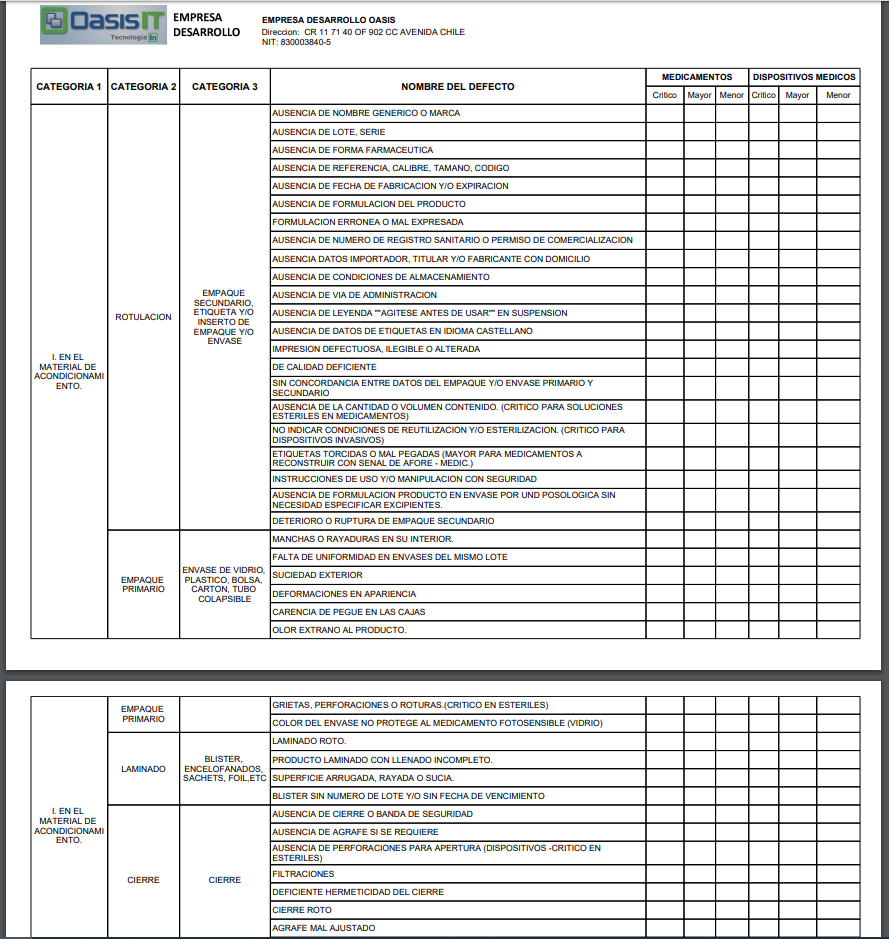 OasisIT
Tecnología In
EMPRESA
DESARROLLO
EMPRESA DESARROLLO OASIS
Direccion: CR 11 71 40 OF 902 CC AVENIDA CHILE
NIT: 830003840-5
CATEGORIA 1 CATEGORIA 2 CATEGORIA 3 NOMBRE DEL DEFECTO MEDICAMENTOS DISPOSITIVOS MEDICOS
Critico Mayor Menor Critico Mayor Menor
I. EN EL
MATERIAL DE
ACONDICIONAMI
ENTO.
ROTULACION
EMPAQUE
SECUNDARIO,
ETIQUETA Y/O
INSERTO DE
EMPAQUE Y/O
ENVASE
AUSENCIA DE NOMBRE GENERICO O MARCA
AUSENCIA DE LOTE, SERIE
AUSENCIA DE FORMA FARMACEUTICA
AUSENCIA DE REFERENCIA, CALIBRE, TAMANO, CODIGO
AUSENCIA DE FECHA DE FABRICACION Y/O EXPIRACION
AUSENCIA DE FORMULACION DEL PRODUCTO
FORMULACION ERRONEA O MAL EXPRESADA
AUSENCIA DE NUMERO DE REGISTRO SANITARIO O PERMISO DE COMERCIALIZACION
AUSENCIA DATOS IMPORTADOR, TITULAR Y/O FABRICANTE CON DOMICILIO
AUSENCIA DE CONDICIONES DE ALMACENAMIENTO
AUSENCIA DE VIA DE ADMINISTRACION
AUSENCIA DE LEYENDA ""AGITESE ANTES DE USAR"" EN SUSPENSION
AUSENCIA DE DATOS DE ETIQUETAS EN IDIOMA CASTELLANO
IMPRESION DEFECTUOSA, ILEGIBLE O ALTERADA
DE CALIDAD DEFICIENTE
SIN CONCORDANCIA ENTRE DATOS DEL EMPAQUE Y/O ENVASE PRIMARIO Y
SECUNDARIO
AUSENCIA DE LA CANTIDAD O VOLUMEN CONTENIDO. (CRITICO PARA SOLUCIONES
ESTERILES EN MEDICAMENTOS)
NO INDICAR CONDICIONES DE REUTILIZACION Y/O ESTERILIZACION. (CRITICO PARA
DISPOSITIVOS INVASIVOS)
ETIQUETAS TORCIDAS O MAL PEGADAS (MAYOR PARA MEDICAMENTOS A
RECONSTRUIR CON SENAL DE AFORE - MEDIC.)
INSTRUCCIONES DE USO Y/O MANIPULACION CON SEGURIDAD
AUSENCIA DE FORMULACION PRODUCTO EN ENVASE POR UND POSOLOGICA SIN
NECESIDAD ESPECIFICAR EXCIPIENTES.
DETERIORO O RUPTURA DE EMPAQUE SECUNDARIO
EMPAQUE
PRIMARIO
ENVASE DE VIDRIO,
PLASTICO, BOLSA,
CARTON, TUBO
COLAPSIBLE
MANCHAS O RAYADURAS EN SU INTERIOR.
FALTA DE UNIFORMIDAD EN ENVASES DEL MISMO LOTE
SUCIEDAD EXTERIOR
DEFORMACIONES EN APARIENCIA
CARENCIA DE PEGUE EN LAS CAJAS
OLOR EXTRANO AL PRODUCTO.
I. EN EL
MATERIAL DE
ACONDICIONAMI
ENTO.
EMPAQUE
PRIMARIO
GRIETAS, PERFORACIONES O ROTURAS.(CRITICO EN ESTERILES)
COLOR DEL ENVASE NO PROTEGE AL MEDICAMENTO FOTOSENSIBLE (VIDRIO)
LAMINADO
BLISTER,
ENCELOFANADOS,
SACHETS, FOIL,ETC
LAMINADO ROTO.
PRODUCTO LAMINADO CON LLENADO INCOMPLETO.
SUPERFICIE ARRUGADA, RAYADA O SUCIA.
BLISTER SIN NUMERO DE LOTE Y/O SIN FECHA DE VENCIMIENTO
CIERRE
CIERRE
AUSENCIA DE CIERRE O BANDA DE SEGURIDAD
AUSENCIA DE AGRAFE SI SE REQUIERE
AUSENCIA DE PERFORACIONES PARA APERTURA (DISPOSITIVOS -CRITICO EN
ESTERILES)
FILTRACIONES
DEFICIENTE HERMETICIDAD DEL CIERRE
CIERRE ROTO
AGRAFE MAL AJUSTADO